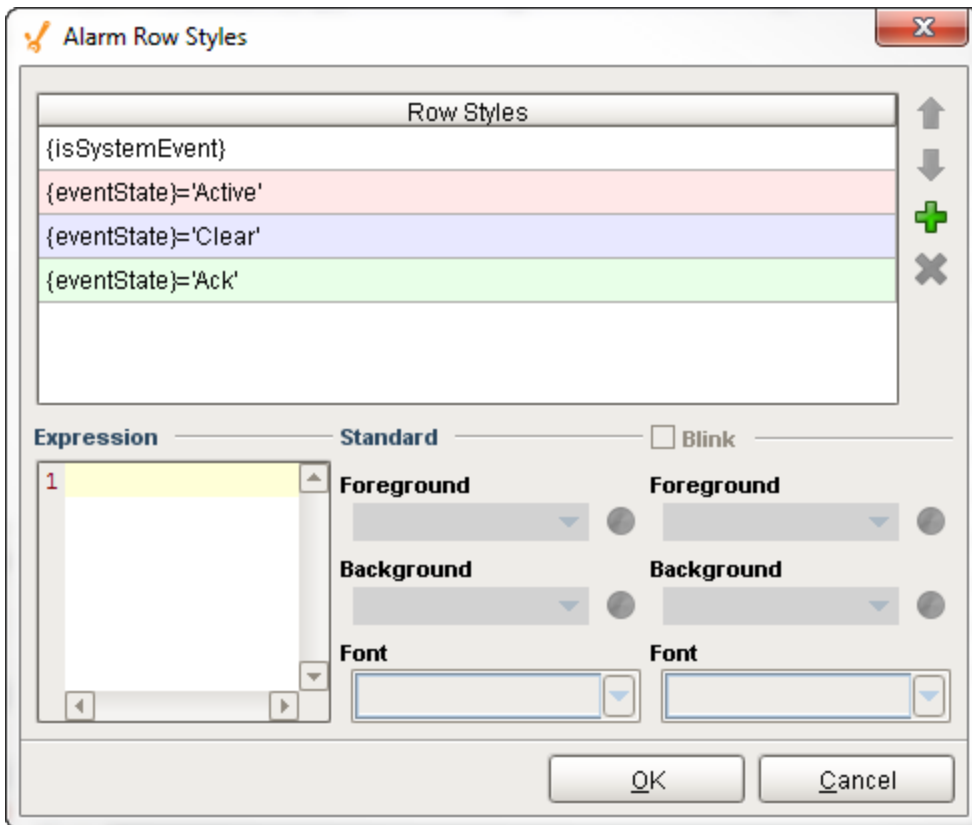 Alarm Row Styles
Row Styles
{isSystemEvent}
{eventState}='Active'
{eventState}='Clear'
{eventState}='Ack'
Expression
Standard
Blink
1
Foreground
Foreground
Background
Background
Font
Font
OK
Cancel